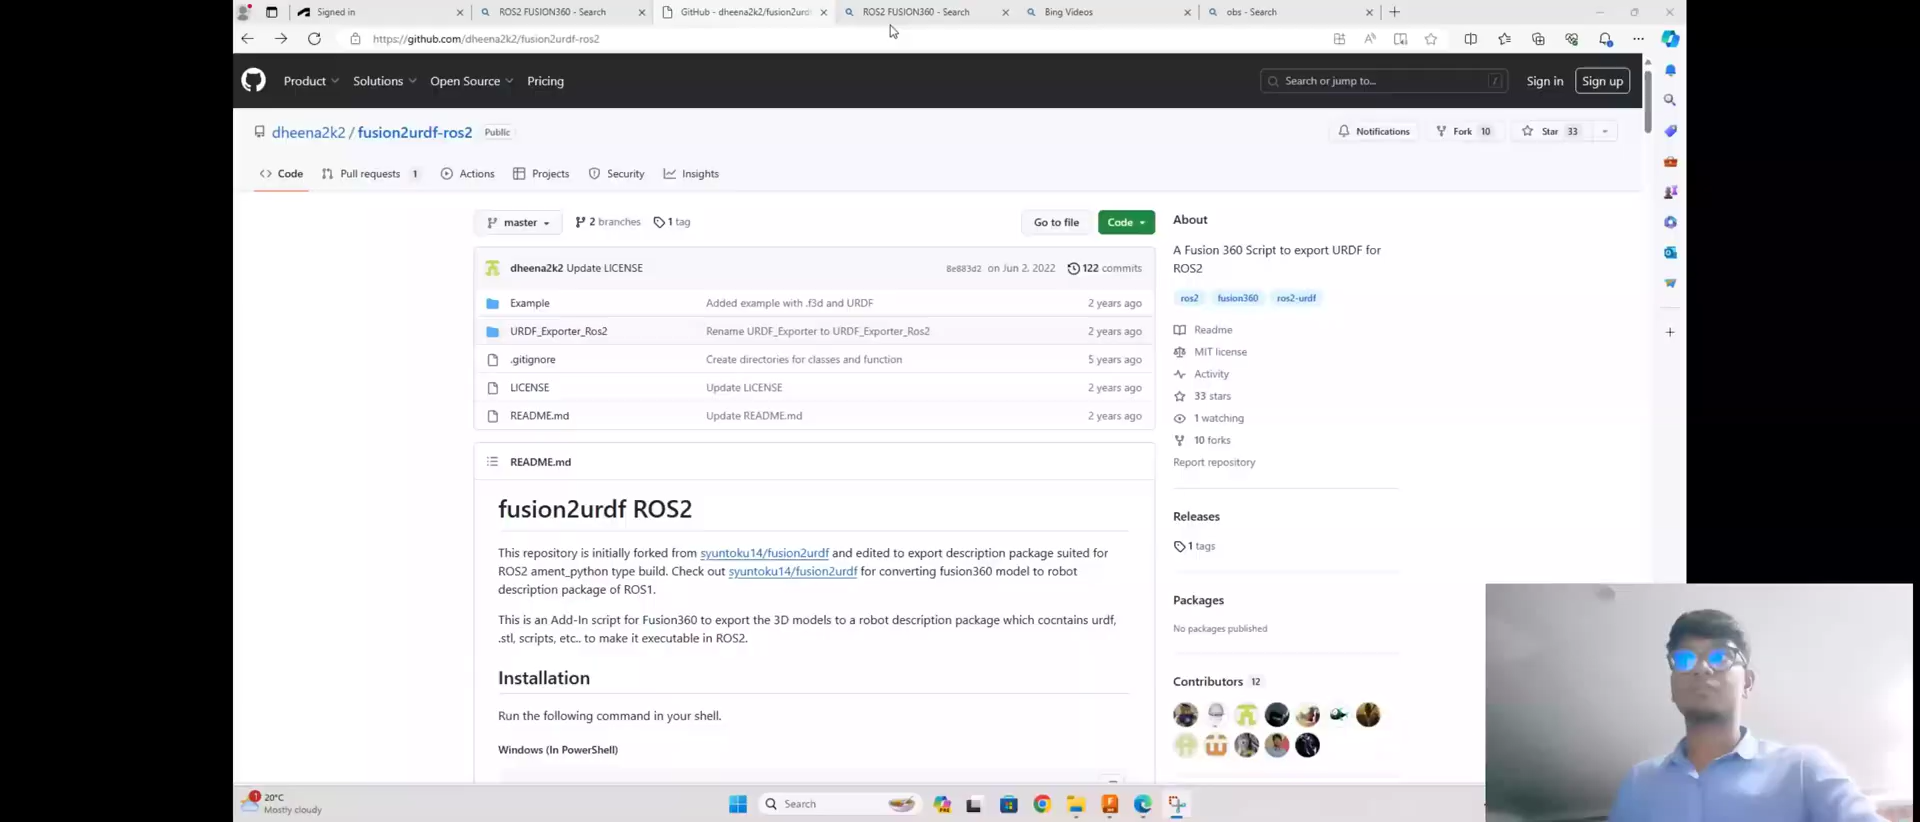 Signed in
ROS2 FUSION360 - Search
GitHub - dheena2k2/fusion2urdf
ROS2 FUSION360 - Search
Bing Videos
obs - Search
https://github.com/dheena2k2/fusion2urdf-ros2
Product
Solutions
Open Source
Pricing
Search or jump to...
/
Sign in
Sign up
dheena2k2 / fusion2urdf-ros2
Public
Notifications
Fork 10
Star 33
Code
Pull requests 1
Actions
Projects
Security
Insights
master
2 branches
1 tag
Go to file
Code
dheena2k2 Update LICENSE
8e883d2 on Jun 2, 2022
122 commits
Example
Added example with .f3d and URDF
2 years ago
URDF_Exporter_Ros2
Rename URDF_Exporter to URDF_Exporter_Ros2
2 years ago
.gitignore
Create directories for classes and function
5 years ago
LICENSE
Update LICENSE
2 years ago
README.md
Update README.md
2 years ago
README.md
fusion2urdf ROS2
This repository is initially forked from syuntoku14/fusion2urdf and edited to export description package suited for
ROS2 ament_python type build. Check out syuntoku14/fusion2urdf for converting fusion360 model to robot
description package of ROS1.
This is an Add-In script for Fusion360 to export the 3D models to a robot description package which cocntains urdf,
.stl, scripts, etc.. to make it executable in ROS2.
Installation
Run the following command in your shell.
Windows (In PowerShell)
About
A Fusion 360 Script to export URDF for
ROS2
ros2
fusion360
ros2-urdf
Readme
MIT license
Activity
33 stars
1 watching
10 forks
Report repository
Releases
1 tags
Packages
No packages published
Contributors 12
1
20°C
Mostly cloudy
Search